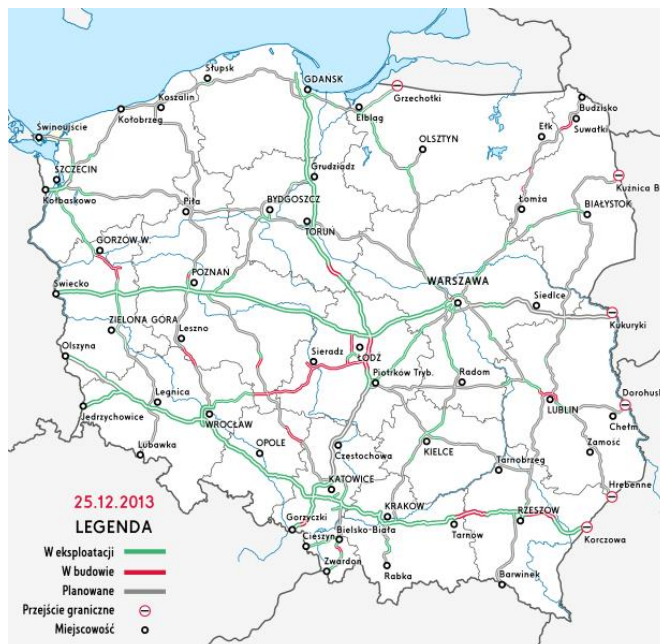 Słupsk
GDAŃSK
Koszalin
Kołobrzeg
Grzechotki
Elbląg
Budzisko
Ełk
Suwałki
Świnoujście
OLSZTYN
SZCZECIN
Grudziądz
Kuźnica B
Kołbaskowo
Łomża
Piła
BYDGOSZCZ
BIAŁYSTOK
TORUŃ
GORZÓW W.
POZNAŃ
WARSZAWA
Świecko
Siedlce
Kukuryki
ZIELONA GÓRA
Leszno
Olszyna
Sieradz
ŁÓDŹ
Piotrków Tryb.
Radom
Legnica
Dorohusk
Jędrzychowice
WROCŁAW
LUBLIN
Chełm
Lubawka
OPOLE
Częstochowa
KIELCE
Zamość
Tarnobrzeg
KATOWICE
Hrebenne
25.12.2013
KRAKÓW
RZESZÓW
LEGENDA
Gorzyczki
Bielsko-Biała
Tarnów
Korczowa
Cieszyn
W eksploatacji
Zwardoń
Rabka
W budowie
Barwinek
Planowane
Przejście graniczne
Miejscowość